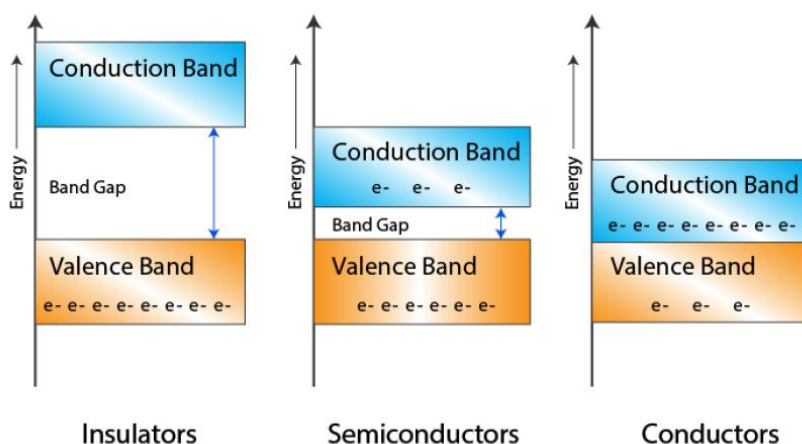 Energy
Conduction Band
Band Gap
Valence Band
e- e- e- e- e- e- e- e-
Insulators
Energy
Conduction Band
e- e- e-
Band Gap
Valence Band
e- e- e- e- e- e-
Semiconductors
Energy
Conduction Band
e- e- e- e- e- e- e- e-
Valence Band
e- e- e-
Conductors